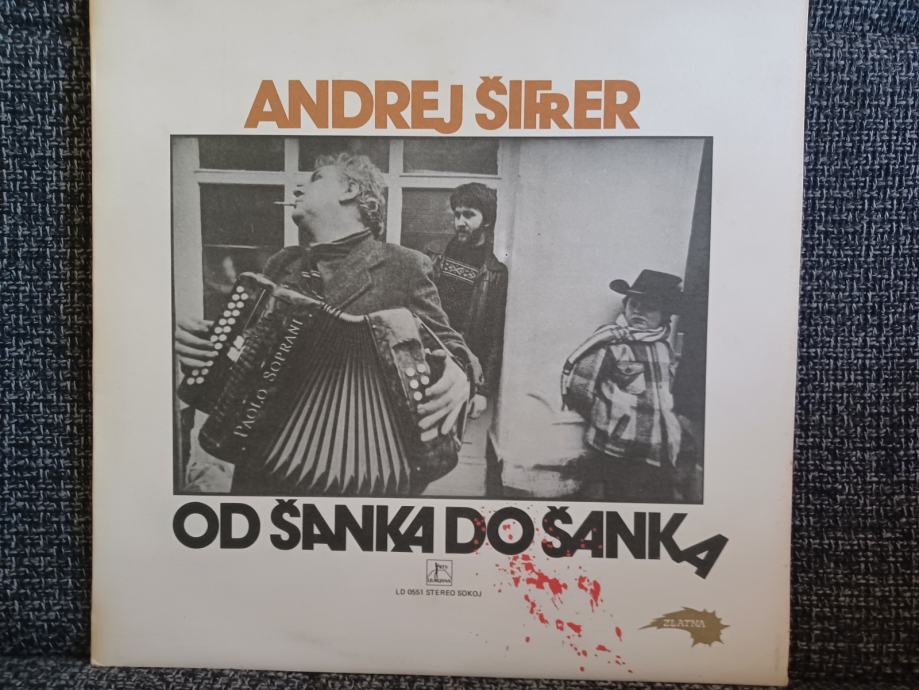 ANDREJ ŠIFRER
PAOLO SOPRANI
OD ŠANKA DO ŠANKA
LD 0551 STEREO SOKOJ
ZLATNA